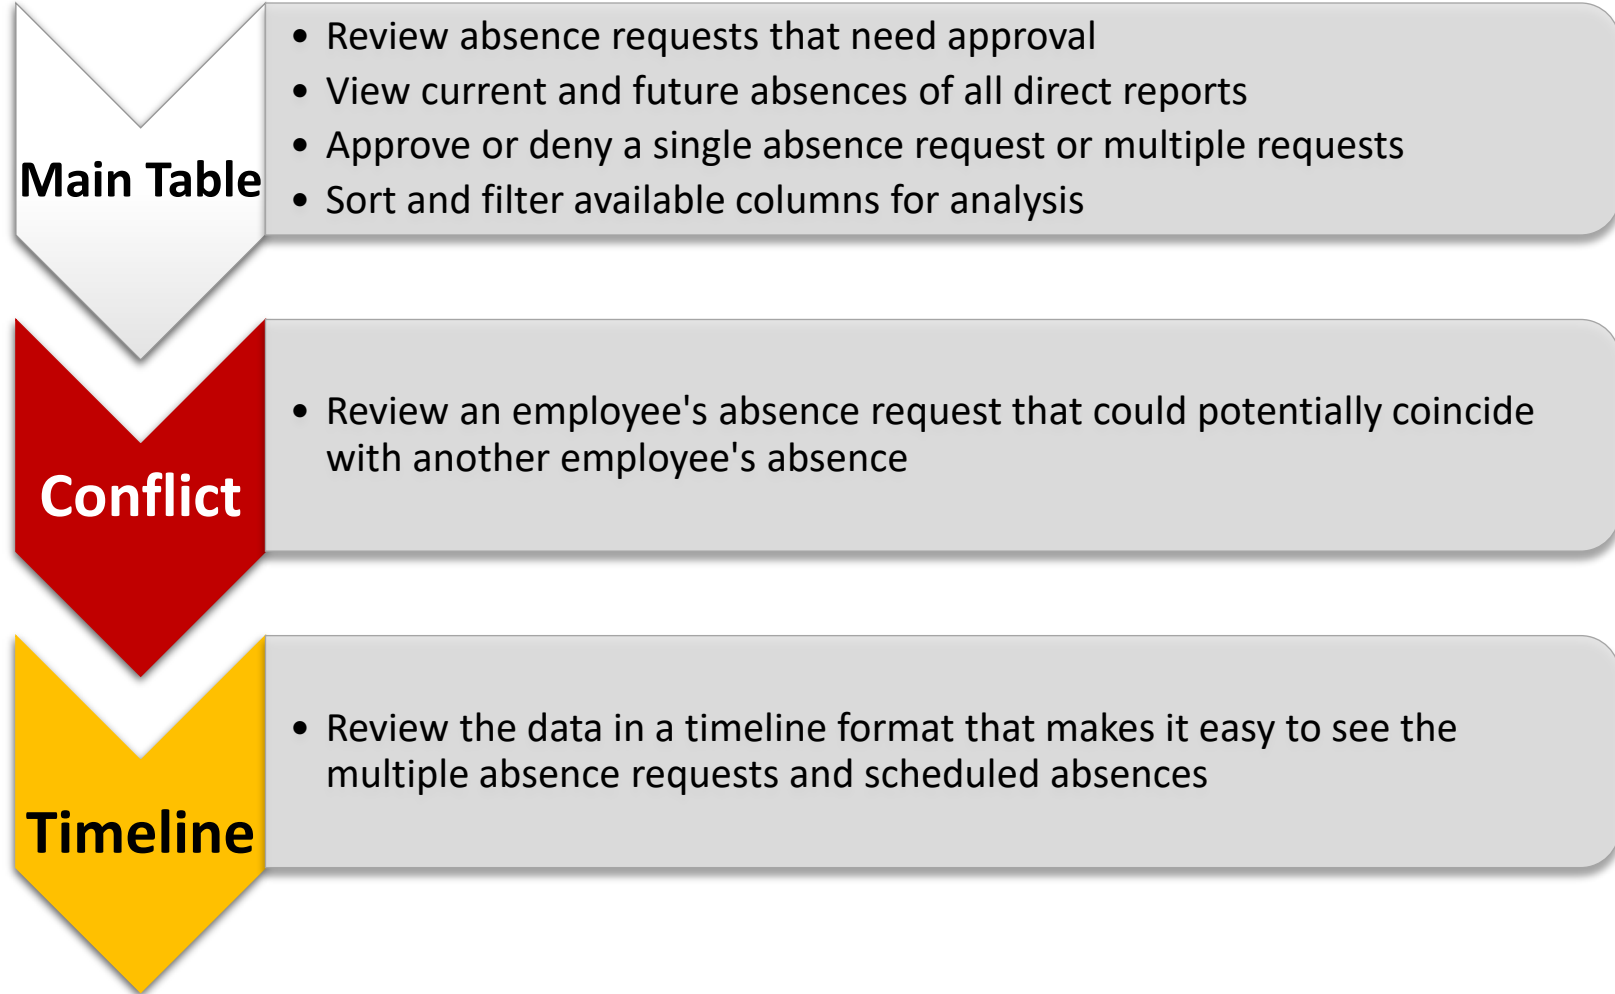 Main Table
• Review absence requests that need approval
• View current and future absences of all direct reports
• Approve or deny a single absence request or multiple requests
• Sort and filter available columns for analysis
Conflict
• Review an employee's absence request that could potentially coincide
with another employee's absence
Timeline
• Review the data in a timeline format that makes it easy to see the
multiple absence requests and scheduled absences